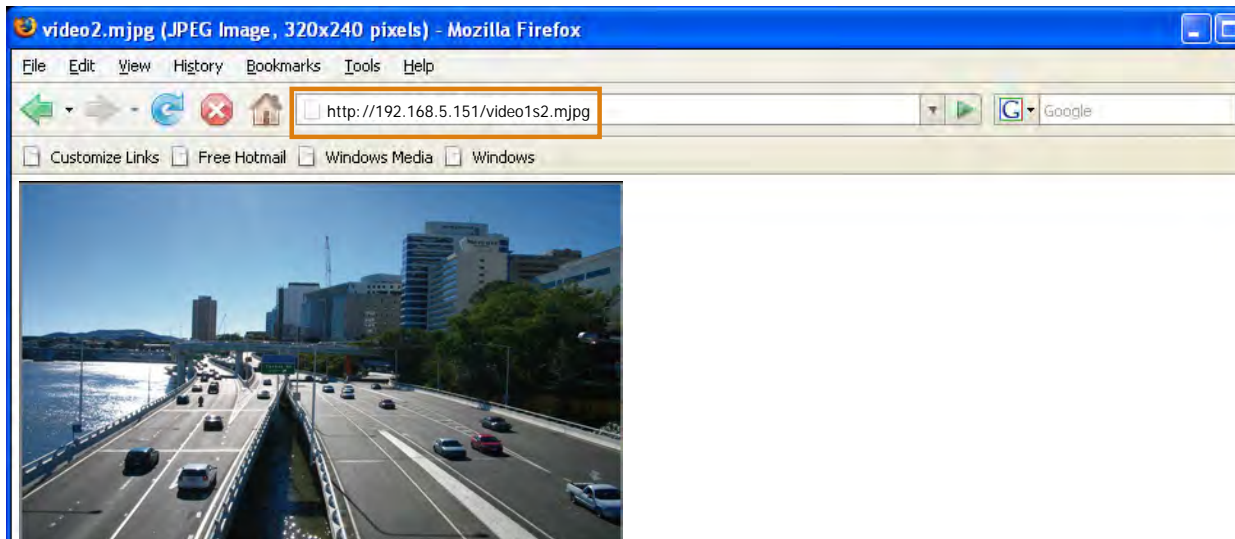 video2.mjpg (JPEG Image, 320x240 pixels) - Mozilla Firefox
File Edit View History Bookmarks Tools Help
http://192.168.5.151/video1s2.mjpg G Google
Customize Links Free Hotmail Windows Media Windows